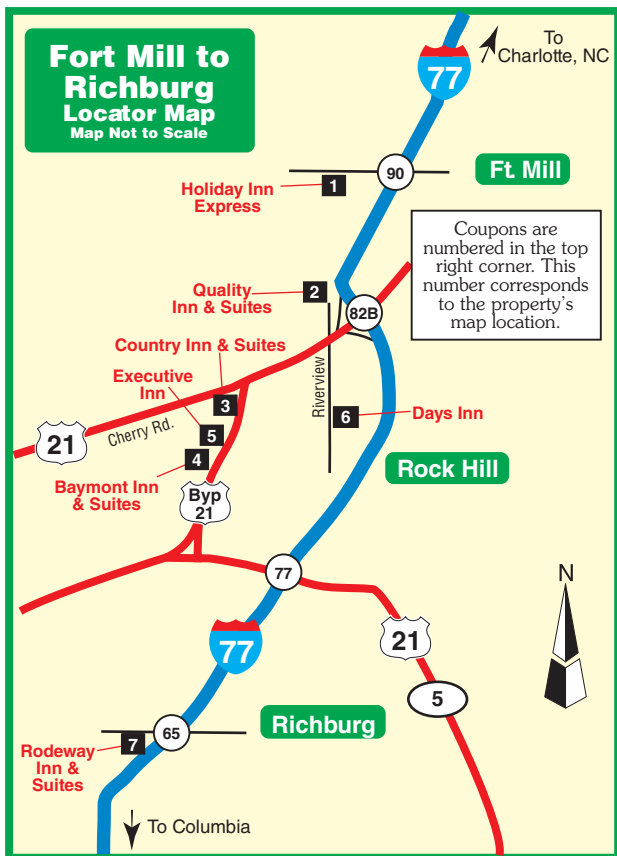 Fort Mill to
Richburg
Locator Map
Map Not to Scale
To
Charlotte, NC
77
90
Ft. Mill
1
Holiday Inn
Express
Coupons are
numbered in the top
right corner. This
number corresponds
to the property's
map location.
Quality
Inn & Suites
2
82B
Country Inn & Suites
Executive
Inn
3
Riverview
6
Days Inn
21
Cherry Rd.
5
4
Baymont Inn
& Suites
Rock Hill
Byp
21
77
N
77
21
5
Richburg
65
7
Rodeway
Inn &
Suites
To Columbia